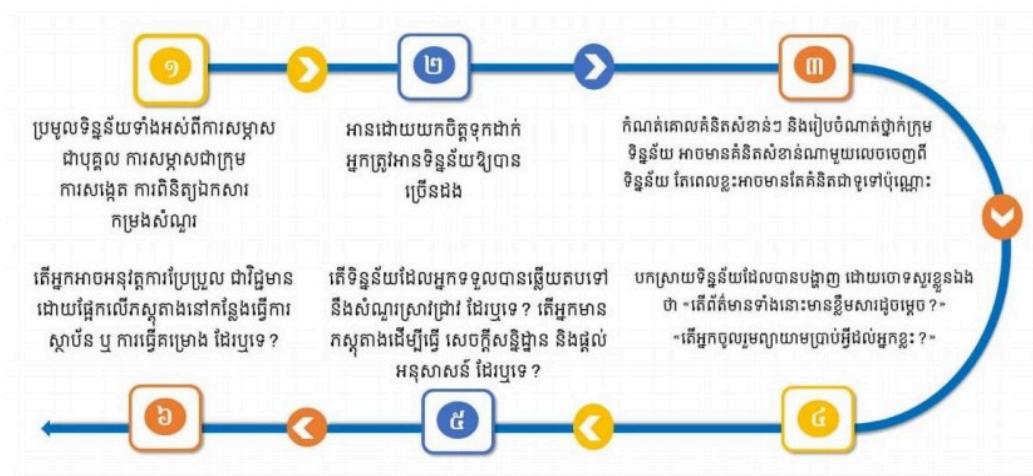 ១
ប្រមូលទិន្នន័យទាំងអស់ពីការសម្ភាស
ជាបុគ្គល ការសម្ភាសជាក្រុម
ការសង្កេត ការពិនិត្យឯកសារ
កម្រងសំណួរ
២
អានដោយយកចិត្តទុកដាក់
អ្នកត្រូវអានទិន្នន័យឱ្យបាន
ច្រើនដង
៣
កំណត់គោលគំនិតសំខាន់ៗ និងរៀបចំណាត់ថ្នាក់ក្រុម
ទិន្នន័យ អាចមានគំនិតសំខាន់ណាមួយលេចចេញពី
ទិន្នន័យ តែពេលខ្លះអាចមានតែគំនិតជាទូទៅប៉ុណ្ណោះ
បកស្រាយទិន្នន័យដែលបានបង្ហាញ ដោយចោទសួរខ្លួនឯង
ថា «តើព័ត៌មានទាំងនោះមានខ្លឹមសារដូចម្តេច ?»
«តើអ្នកចូលរួមព្យាយាមប្រាប់អ្វីដល់អ្នកខ្លះ ?»
៤
តើទិន្នន័យដែលអ្នកទទួលបានឆ្លើយតបទៅ
នឹងសំណួរស្រាវជ្រាវ ដែរឬទេ ? តើអ្នកមាន
ភស្តុតាងដើម្បីធ្វើ សេចក្តីសន្និដ្ឋាន និងផ្តល់
អនុសាសន៍ ដែរឬទេ ?
៥
តើអ្នកអាចអនុវត្តការប្រែប្រួល ជាវិជ្ជមាន
ដោយផ្អែកលើភស្តុតាងនៅកន្លែងធ្វើការ
ស្ថាប័ន ឬ ការធ្វើគម្រោង ដែរឬទេ ?
៦